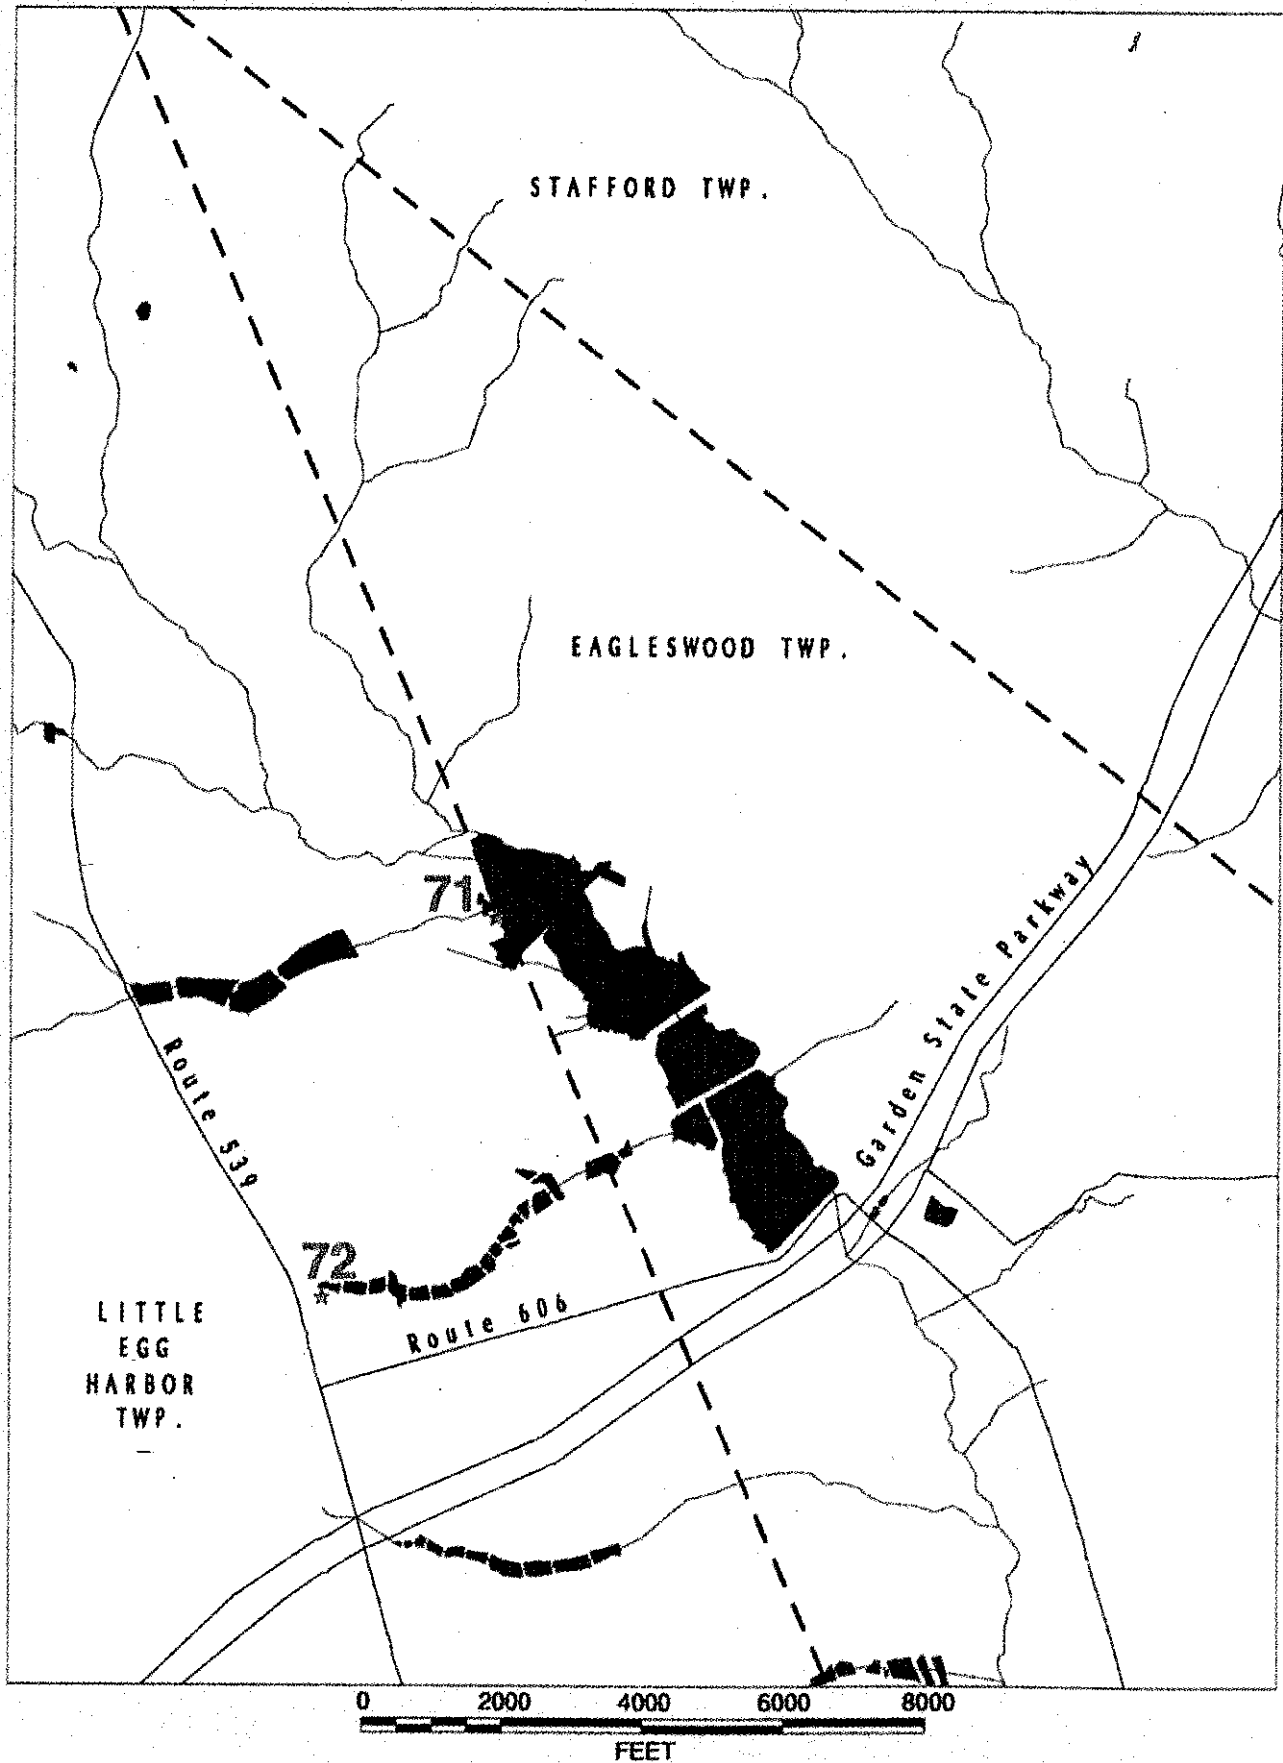 STAFFORD TWP.
EAGLESWOOD TWP.
71
Garden State Parkway
Route 539
72
Route 606
LITTLE
EGG
HARBOR
TWP.
0 2000 4000 6000 8000
FEET